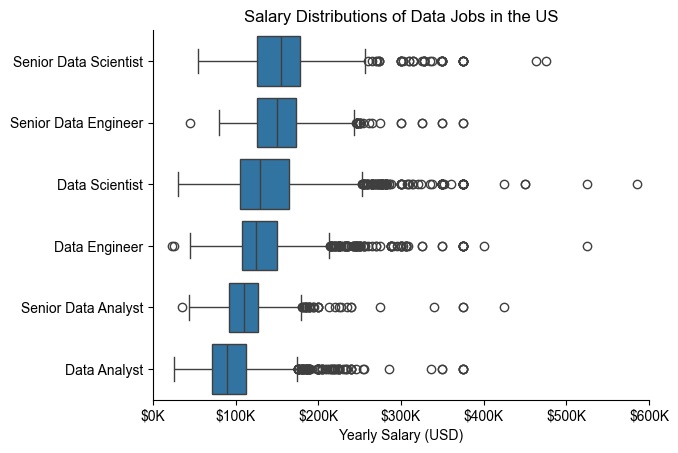 Salary Distributions of Data Jobs in the US
Senior Data Scientist
Senior Data Engineer
Data Scientist
Data Engineer
Senior Data Analyst
Data Analyst
$0K $100K $200K $300K $400K $500K $600K
Yearly Salary (USD)